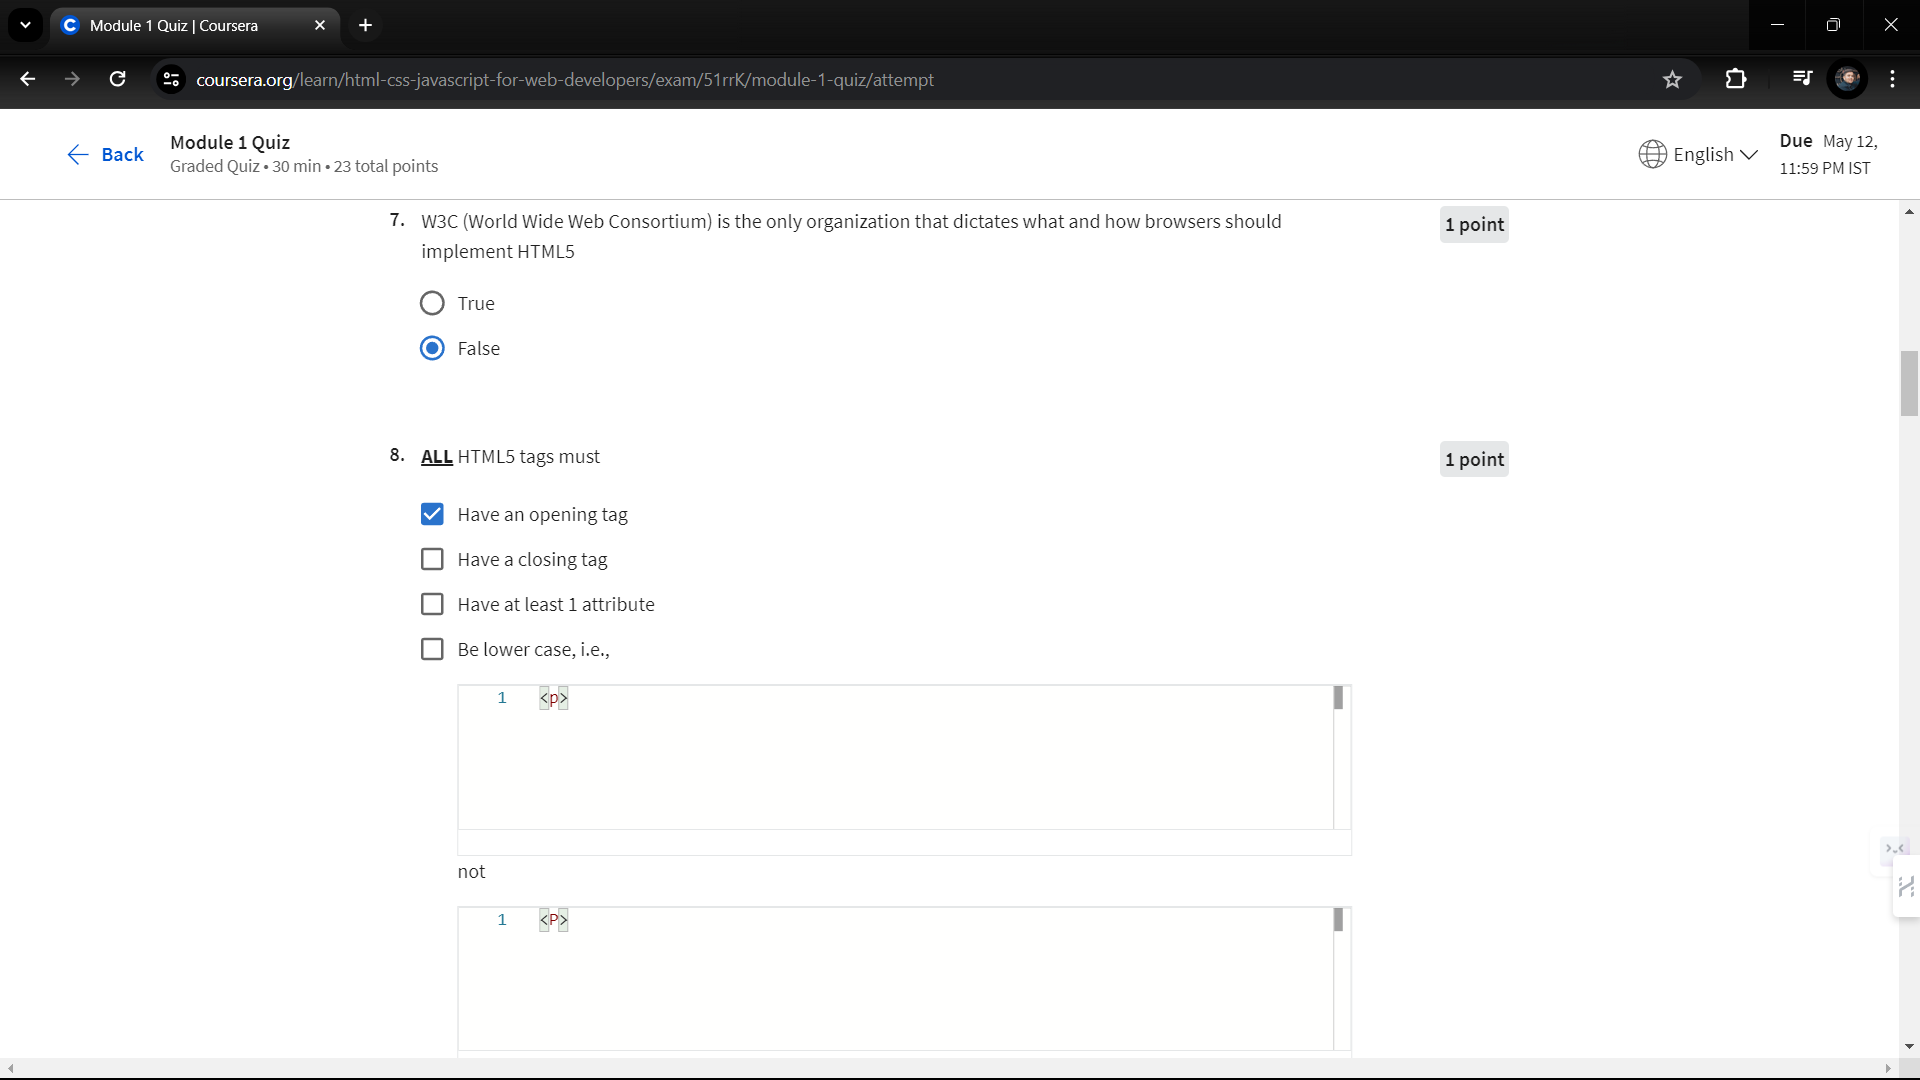 Module 1 Quiz | Coursera
coursera.org/learn/html-css-javascript-for-web-developers/exam/51rrK/module-1-quiz/attempt
Back
Module 1 Quiz
Graded Quiz • 30 min • 23 total points
English
Due May 12,
11:59 PM IST
7. W3C (World Wide Web Consortium) is the only organization that dictates what and how browsers should
implement HTML5
1 point
True
False
8. ALL HTML5 tags must
1 point
Have an opening tag
Have a closing tag
Have at least 1 attribute
Be lower case, i.e.,
1 <p>
not
1 <P>